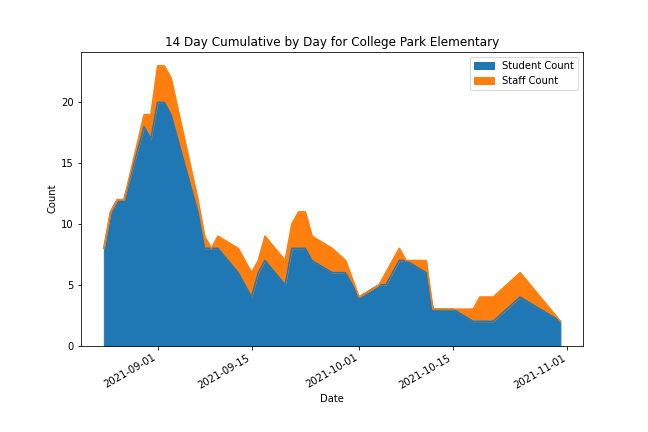 14 Day Cumulative by Day for College Park Elementary
Student Count
Staff Count
Count
20
15
10
5
0
2021-09-01
2021-09-15
2021-10-01
2021-10-15
2021-11-01
Date